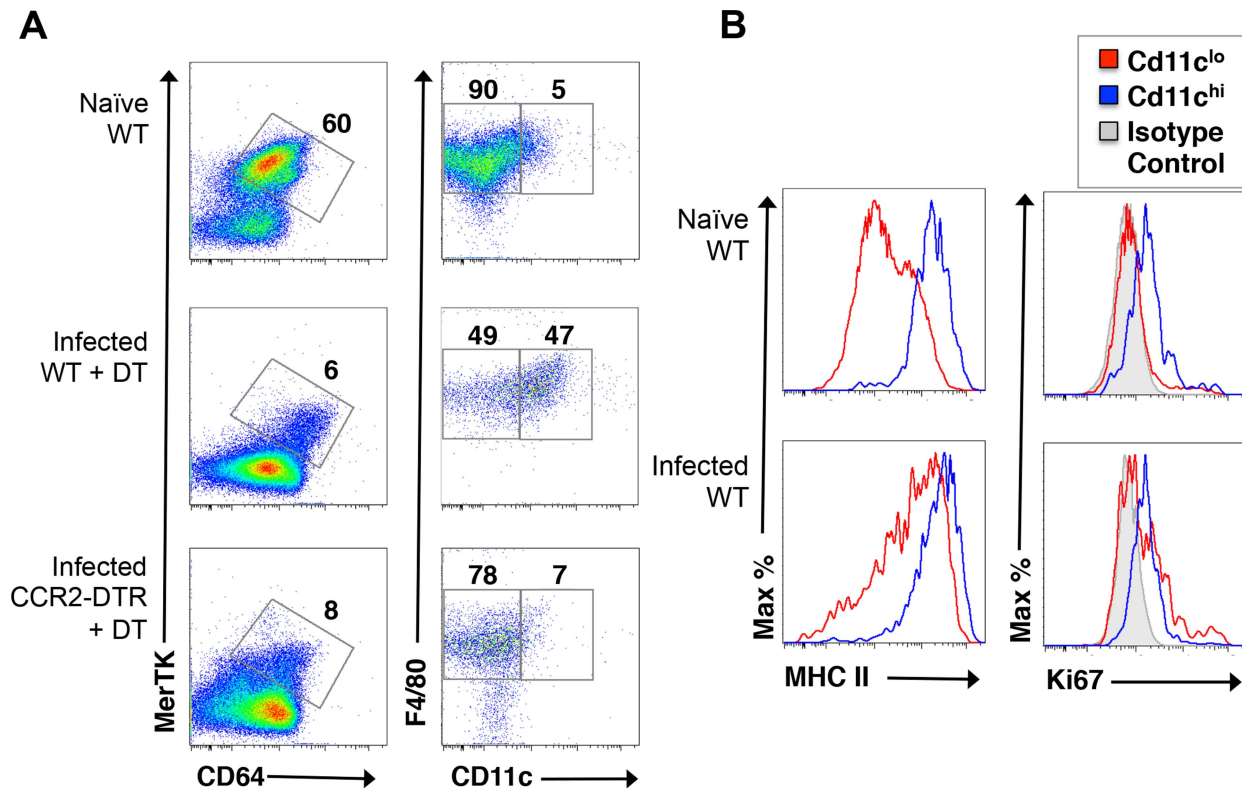 A
B
Cd11c^lo
Cd11c^hi
Isotype
Control
Naïve
WT
60
90 5
Infected
WT + DT
6
49 47
Infected
CCR2-DTR
+ DT
8
78 7
MerTK
F4/80
CD64
CD11c
Naïve
WT
Infected
WT
Max %
Max %
MHC II
Ki67